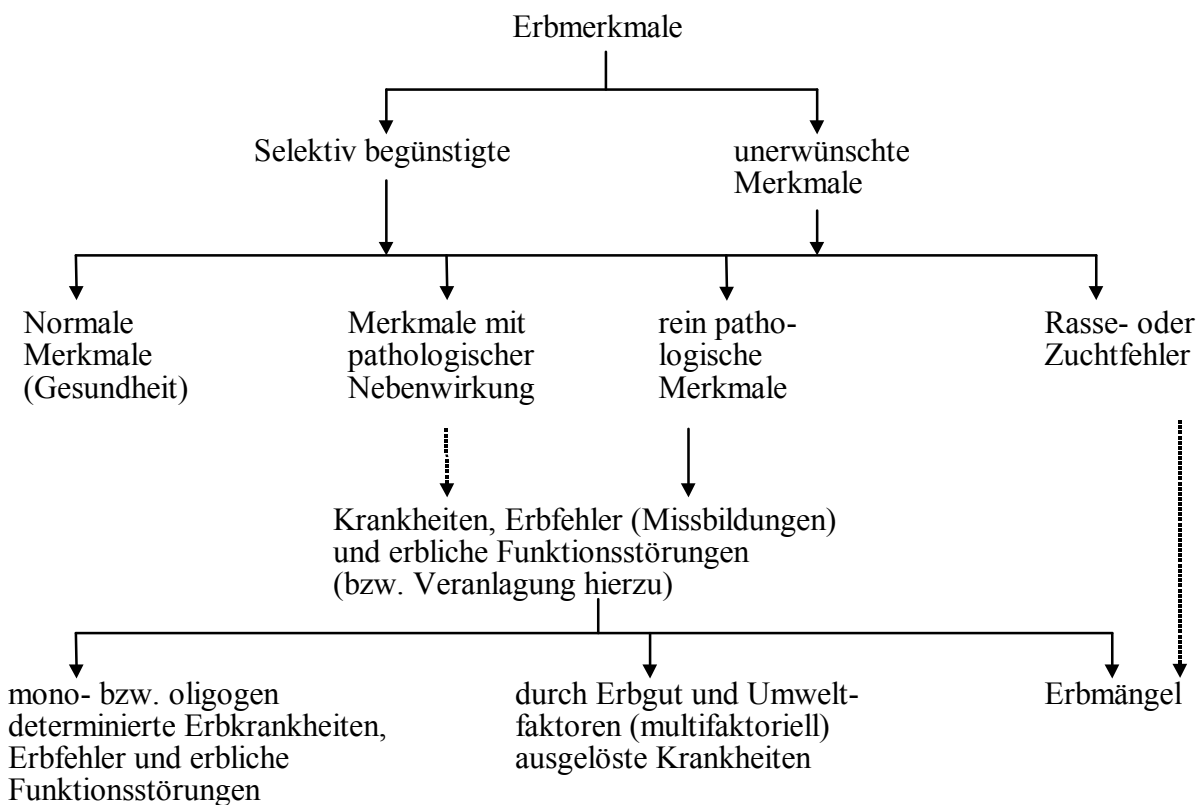 Erbmerkmale
Selektiv begünstigte
unerwünschte
Merkmale
Normale
Merkmale
(Gesundheit)
Merkmale mit
pathologischer
Nebenwirkung
rein patho-
logische
Merkmale
Rasse- oder
Zuchtfehler
Krankheiten, Erbfehler (Missbildungen)
und erbliche Funktionsstörungen
(bzw. Veranlagung hierzu)
mono- bzw. oligogen
determinierte Erbkrankheiten,
Erbfehler und erbliche
Funktionsstörungen
durch Erbgut und Umwelt-
faktoren (multifaktoriell)
ausgelöste Krankheiten
Erbmängel